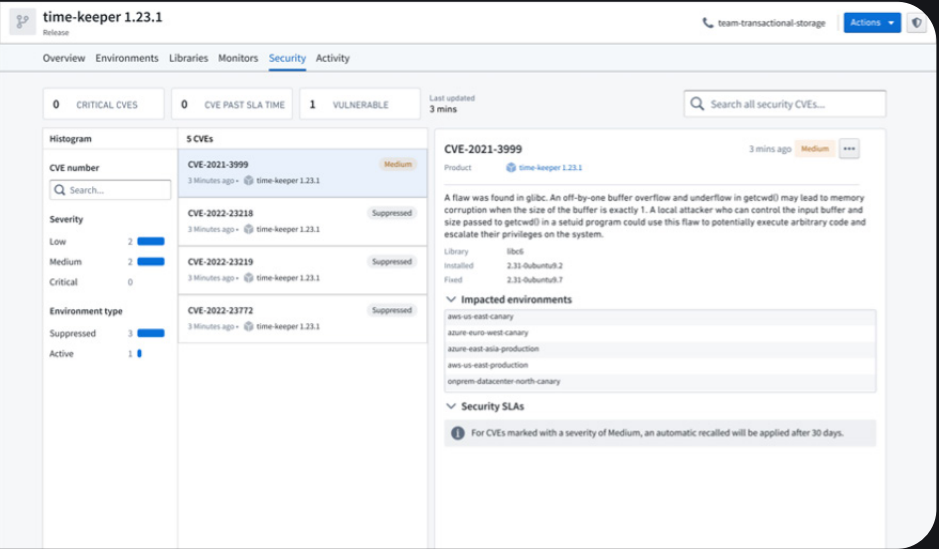 time-keeper 1.23.1
Release
team-transactional-storage
Actions
Overview Environments Libraries Monitors Security Activity
0 CRITICAL CVES
0 CVE PAST SLA TIME
1 VULNERABLE
Last updated
3 mins
Search all security CVEs...
Histogram
CVE number
Search...
Severity
Low 2
Medium 2
Critical 0
Environment type
Suppressed 3
Active 1
5 CVEs
CVE-2021-3999 Medium
3 Minutes ago • time-keeper 1.23.1
CVE-2022-23218 Suppressed
3 Minutes ago • time-keeper 1.23.1
CVE-2022-23219 Suppressed
3 Minutes ago • time-keeper 1.23.1
CVE-2022-23772 Suppressed
3 Minutes ago • time-keeper 1.23.1
CVE-2021-3999 3 mins ago Medium
Product time-keeper 1.23.1
A flaw was found in glibc. An off-by-one buffer overflow and underflow in getcwd() may lead to memory
corruption when the size of the buffer is exactly 1. A local attacker who can control the input buffer and
size passed to getcwd() in a setuid program could use this flaw to potentially execute arbitrary code and
escalate their privileges on the system.
Library libc6
Installed 2.31-0ubuntu9.2
Fixed 2.31-0ubuntu9.7
Impacted environments
aws-us-east-canary
azure-euro-west-canary
azure-east-asia-production
aws-us-east-production
onprem-datacenter-north-canary
Security SLAs
For CVEs marked with a severity of Medium, an automatic recalled will be applied after 30 days.